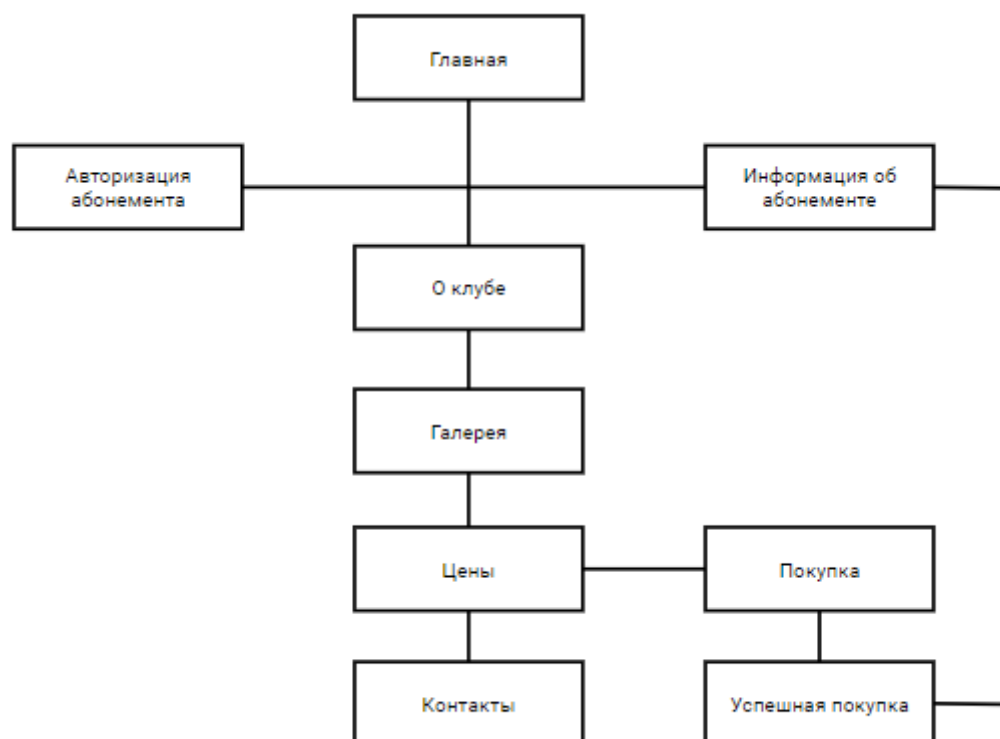 Главная
Авторизация
абонемента
Информация об
абонементе
О клубе
Галерея
Цены
Покупка
Контакты
Успешная покупка